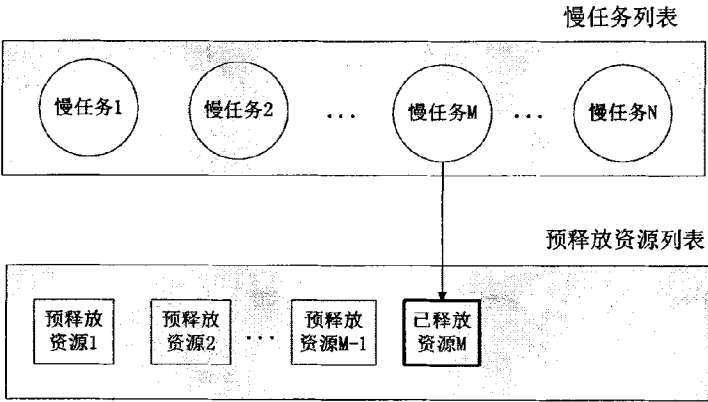 慢任务列表
慢任务1 慢任务2 ... 慢任务M ... 慢任务N
预释放资源列表
预释放 预释放 预释放 已释放
资源1 资源2 ... 资源M-1 资源M